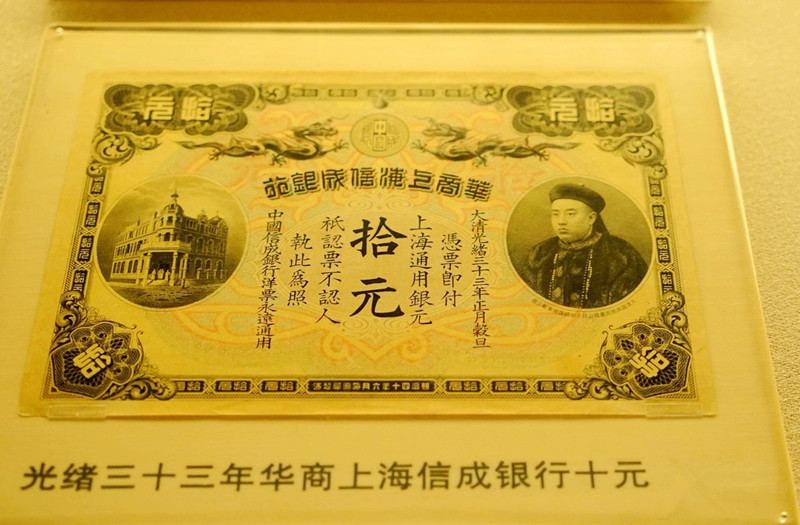 拾元
拾元
華商上海信成銀行
大清光緒三十三年正月穀旦
憑票即付
上海通用銀元
拾元
祇認票不認人
執此爲照
中國信成銀行洋票永遠通用
光绪三十三年华商上海信成银行十元